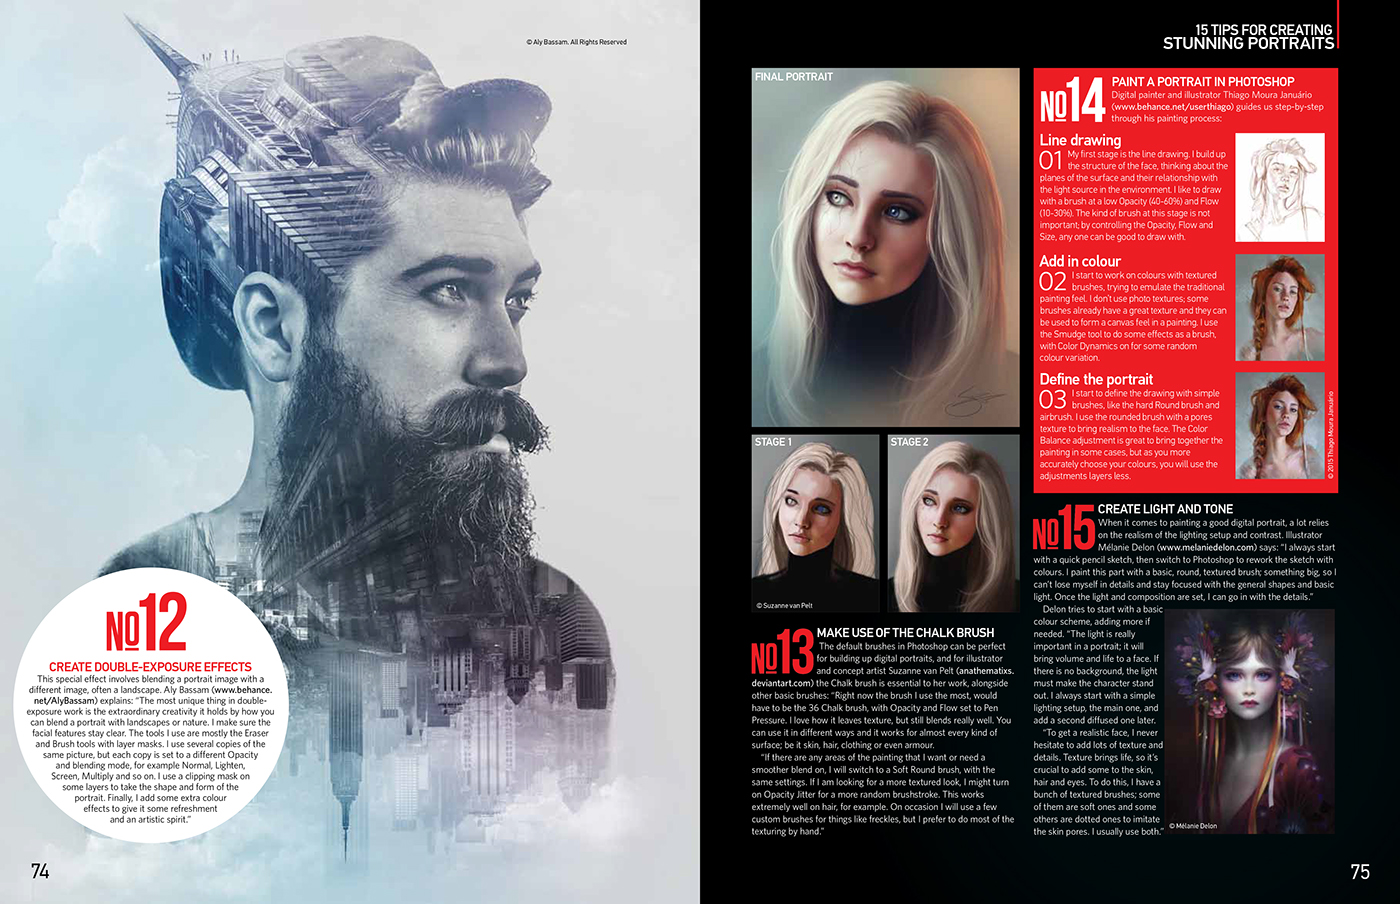 © Aly Bassam. All Rights Reserved
No12
CREATE DOUBLE-EXPOSURE EFFECTS
This special effect involves blending a portrait image with a
different image, often a landscape. Aly Bassam (www.behance.
net/AlyBassam) explains: “The most unique thing in double-
exposure work is the extraordinary creativity it holds by how you
can blend a portrait with landscapes or nature. I make sure the
facial features stay clear. The tools I use are mostly the Eraser
and Brush tools with layer masks. I use several copies of the
same picture, but each copy is set to a different Opacity
and blending mode, for example Normal, Lighten,
Screen, Multiply and so on. I use a clipping mask on
some layers to take the shape and form of the
portrait. Finally, I add some extra colour
effects to give it some refreshment
and an artistic spirit.”
74
15 TIPS FOR CREATING
STUNNING PORTRAITS
FINAL PORTRAIT
STAGE 1
STAGE 2
© Suzanne van Pelt
No13
MAKE USE OF THE CHALK BRUSH
The default brushes in Photoshop can be perfect
for building up digital portraits, and for illustrator
and concept artist Suzanne van Pelt (anathematixs.
deviantart.com) the Chalk brush is essential to her work, alongside
other basic brushes: “Right now the brush I use the most, would
have to be the 36 Chalk brush, with Opacity and Flow set to Pen
Pressure. I love how it leaves texture, but still blends really well. You
can use it in different ways and it works for almost every kind of
surface; be it skin, hair, clothing or even armour.
“If there are any areas of the painting that I want or need a
smoother blend on, I will switch to a Soft Round brush, with the
same settings. If I am looking for a more textured look, I might turn
on Opacity Jitter for a more random brushstroke. This works
extremely well on hair, for example. On occasion I will use a few
custom brushes for things like freckles, but I prefer to do most of the
texturing by hand.”
No14
PAINT A PORTRAIT IN PHOTOSHOP
Digital painter and illustrator Thiago Moura Januário
(www.behance.net/userthiago) guides us step-by-step
through his painting process:
Line drawing
01 My first stage is the line drawing. I build up
the structure of the face, thinking about the
planes of the surface and their relationship with
the light source in the environment. I like to draw
with a brush at a low Opacity (40-60%) and Flow
(10-30%). The kind of brush at this stage is not
important; by controlling the Opacity, Flow and
Size, any one can be good to draw with.
Add in colour
02 I start to work on colours with textured
brushes, trying to emulate the traditional
painting feel. I don’t use photo textures; some
brushes already have a great texture and they can
be used to form a canvas feel in a painting. I use
the Smudge tool to do some effects as a brush,
with Color Dynamics on for some random
colour variation.
Define the portrait
03 I start to define the drawing with simple
brushes, like the hard Round brush and
airbrush. I use the rounded brush with a pores
texture to bring realism to the face. The Color
Balance adjustment is great to bring together the
painting in some cases, but as you more
accurately choose your colours, you will use the
adjustments layers less.
© 2015 Thiago Moura Januário
No15
CREATE LIGHT AND TONE
When it comes to painting a good digital portrait, a lot relies
on the realism of the lighting setup and contrast. Illustrator
Mélanie Delon (www.melaniedelon.com) says: “I always start
with a quick pencil sketch, then switch to Photoshop to rework the sketch with
colours. I paint this part with a basic, round, textured brush; something big, so I
can’t lose myself in details and stay focused with the general shapes and basic
light. Once the light and composition are set, I can go in with the details.”
Delon tries to start with a basic
colour scheme, adding more if
needed. “The light is really
important in a portrait; it will
bring volume and life to a face. If
there is no background, the light
must make the character stand
out. I always start with a simple
lighting setup, the main one, and
add a second diffused one later.
“To get a realistic face, I never
hesitate to add lots of texture and
details. Texture brings life, so it’s
crucial to add some to the skin,
hair and eyes. To do this, I have a
bunch of textured brushes; some
of them are soft ones and some
others are dotted ones to imitate
the skin pores. I usually use both.”
© Mélanie Delon
75